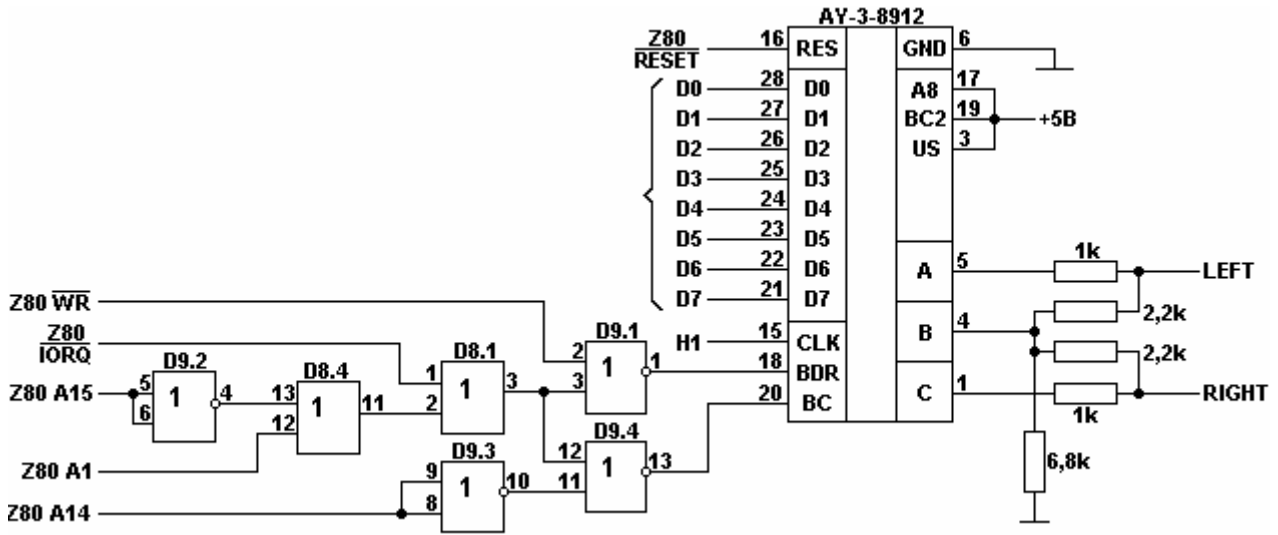 AY-3-8912
Z80 RESET 16 RES GND 6
D0 28 D0 A8 17
D1 27 D1 BC2 19 +5В
D2 26 D2 US 3
D3 25 D3
D4 24 D4
D5 23 D5
D6 22 D6 A 5 1k LEFT
D7 21 D7
2,2k
Z80 WR
B 4
2,2k
Z80 IORQ
H1 15 CLK
D9.1
2 1
3 1
18 BDR
D9.2
D8.4
D8.1
1 1 3
2
20 BC C 1 1k RIGHT
Z80 A15 5 1 4
6
13 1 11
12
D9.4
12 1 13
11
6,8k
Z80 A1
D9.3
9 1 10
8
Z80 A14